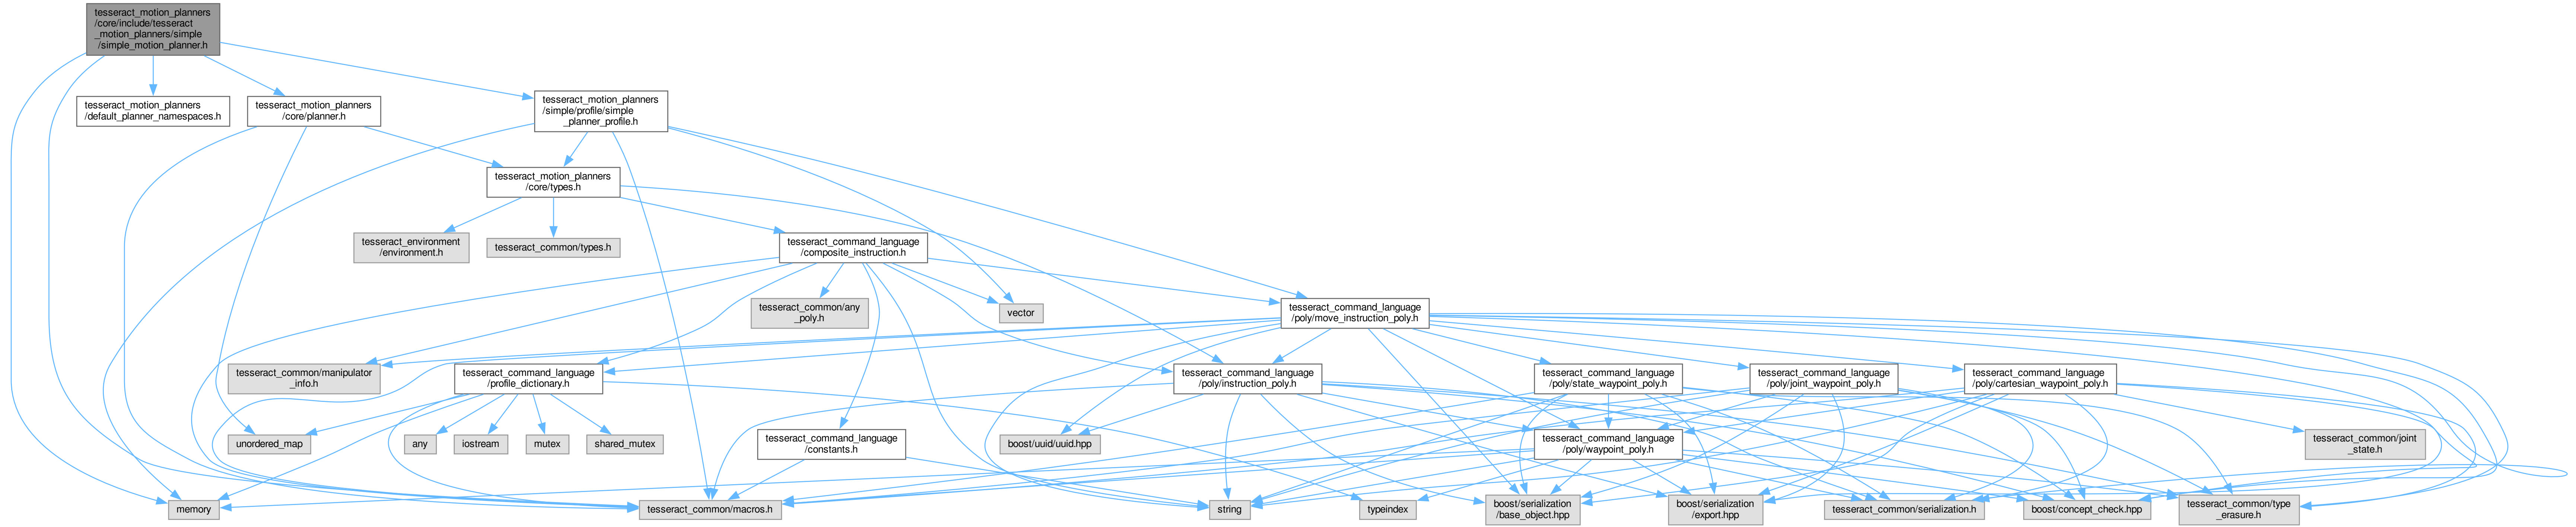 tesseract_motion_planners
/core/include/tesseract
_motion_planners/simple
/simple_motion_planner.h
tesseract_motion_planners
/default_planner_namespaces.h
tesseract_motion_planners
/core/planner.h
tesseract_motion_planners
/simple/profile/simple
_planner_profile.h
tesseract_motion_planners
/core/types.h
tesseract_environment
/environment.h
tesseract_common/types.h
tesseract_command_language
/composite_instruction.h
tesseract_common/any
_poly.h
vector
tesseract_command_language
/poly/move_instruction_poly.h
tesseract_common/manipulator
_info.h
tesseract_command_language
/profile_dictionary.h
tesseract_command_language
/poly/instruction_poly.h
tesseract_command_language
/poly/state_waypoint_poly.h
tesseract_command_language
/poly/joint_waypoint_poly.h
tesseract_command_language
/poly/cartesian_waypoint_poly.h
unordered_map
any
iostream
mutex
shared_mutex
tesseract_command_language
/constants.h
boost/uuid/uuid.hpp
tesseract_command_language
/poly/waypoint_poly.h
tesseract_common/joint
_state.h
memory
tesseract_common/macros.h
string
typeindex
boost/serialization
/base_object.hpp
boost/serialization
/export.hpp
tesseract_common/serialization.h
boost/concept_check.hpp
tesseract_common/type
_erasure.h